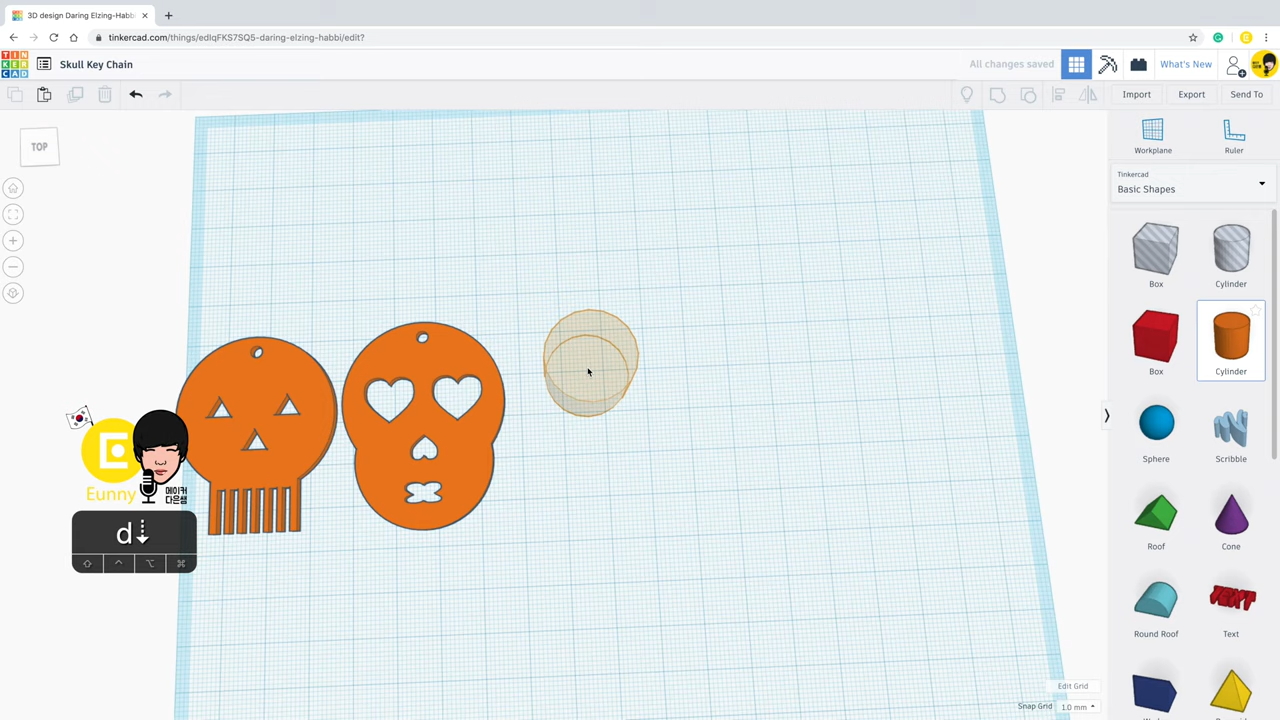 3D design Daring Elzing-Habb
tinkercad.com/things/edIqFKS7SQ5-daring-elzing-habbi/edit?
TIN
KER
CAD
Skull Key Chain
All changes saved
What's New
Import
Export
Send To
TOP
Workplane
Ruler
Tinkercad
Basic Shapes
Box
Cylinder
Box
Cylinder
Sphere
Scribble
Roof
Cone
TEXT
Round Roof
Text
E
Eunny
메이커
다은쌤
d
Edit Grid
Snap Grid
1.0 mm